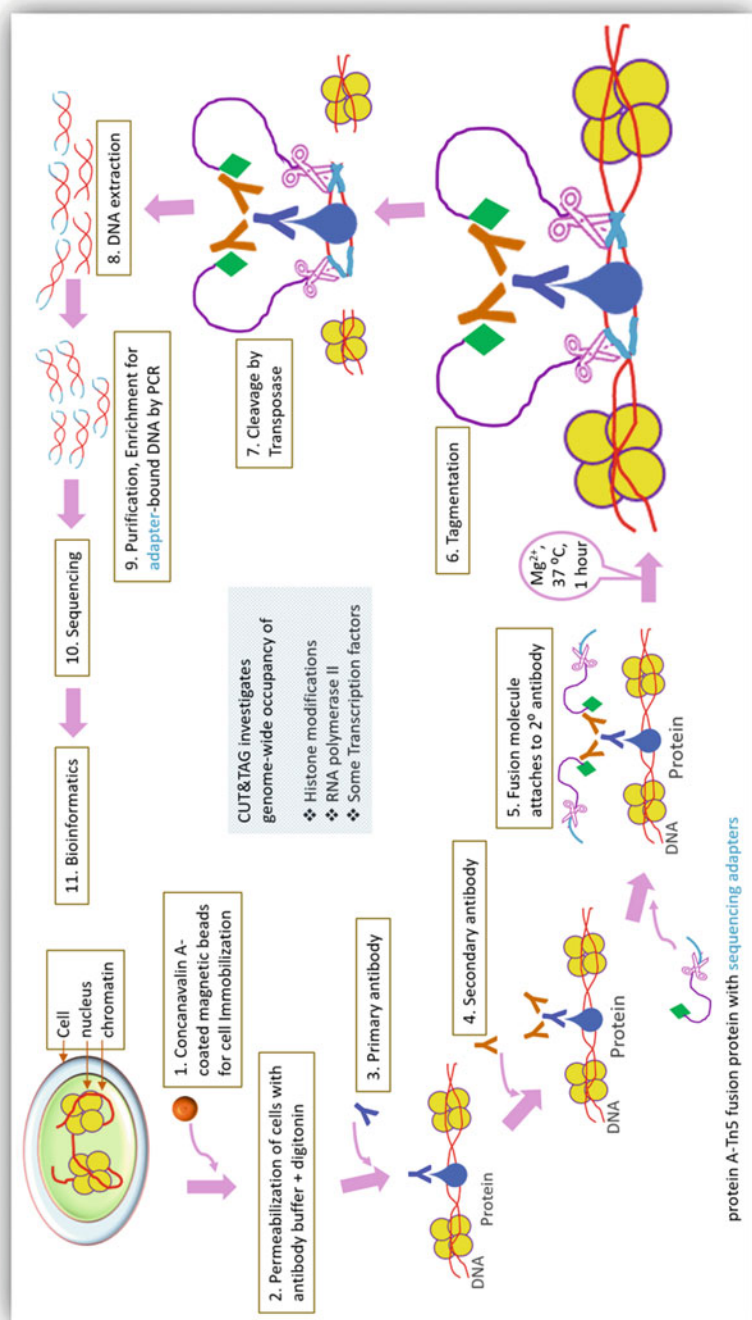 Cell
nucleus
chromatin
1. Concanavalin A-
coated magnetic beads
for cell Immobilization
2. Permeabilization of cells with
antibody buffer + digitonin
3. Primary antibody
DNA
Protein
4. Secondary antibody
DNA
Protein
protein A-Tn5 fusion protein with sequencing adapters
5. Fusion molecule
attaches to 2⁰ antibody
DNA
Protein
Mg²⁺,
37 ⁰C,
1 hour
6. Tagmentation
7. Cleavage by
Transposase
8. DNA extraction
9. Purification, Enrichment for
adapter-bound DNA by PCR
10. Sequencing
11. Bioinformatics
CUT&TAG investigates
genome-wide occupancy of
❖ Histone modifications
❖ RNA polymerase II
❖ Some Transcription factors